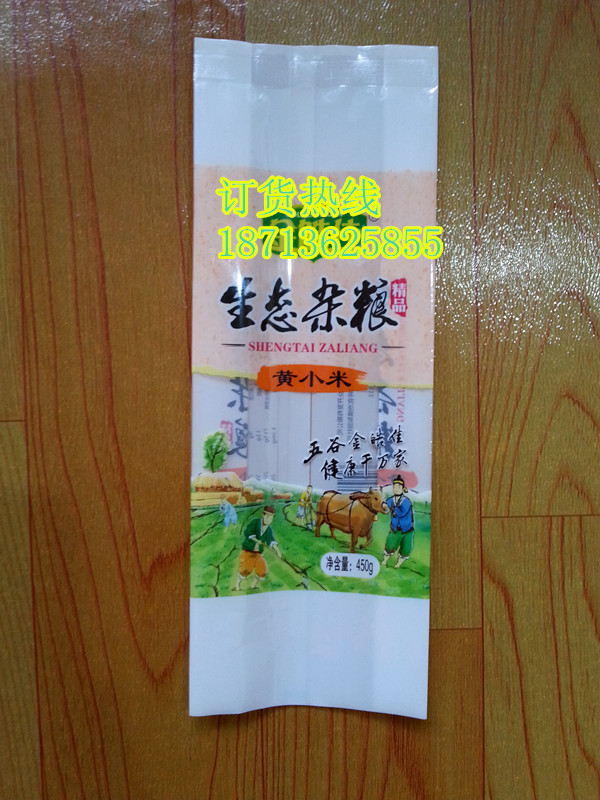 订货热线
18713625855
®
生态杂粮
精品
SHENGTAI ZALIANG
黄小米
五谷金皓佳
健康千万家
净含量：450g